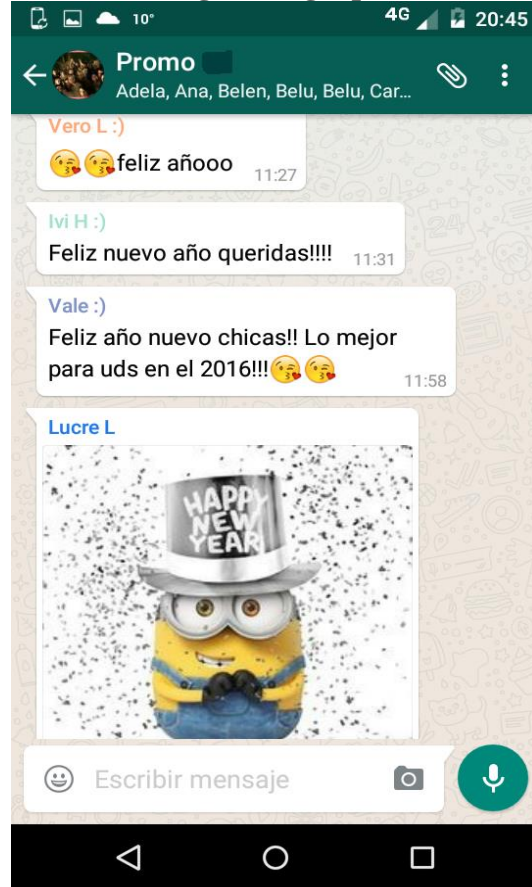 10°
4G
20:45
Promo
Adela, Ana, Belen, Belu, Belu, Car...
Vero L :)
😘😘feliz añooo 11:27
Ivi H :)
Feliz nuevo año queridas!!!! 11:31
Vale :)
Feliz año nuevo chicas!! Lo mejor
para uds en el 2016!!!😘😘 11:58
Lucre L
HAPPY
NEW
YEAR
Escribir mensaje